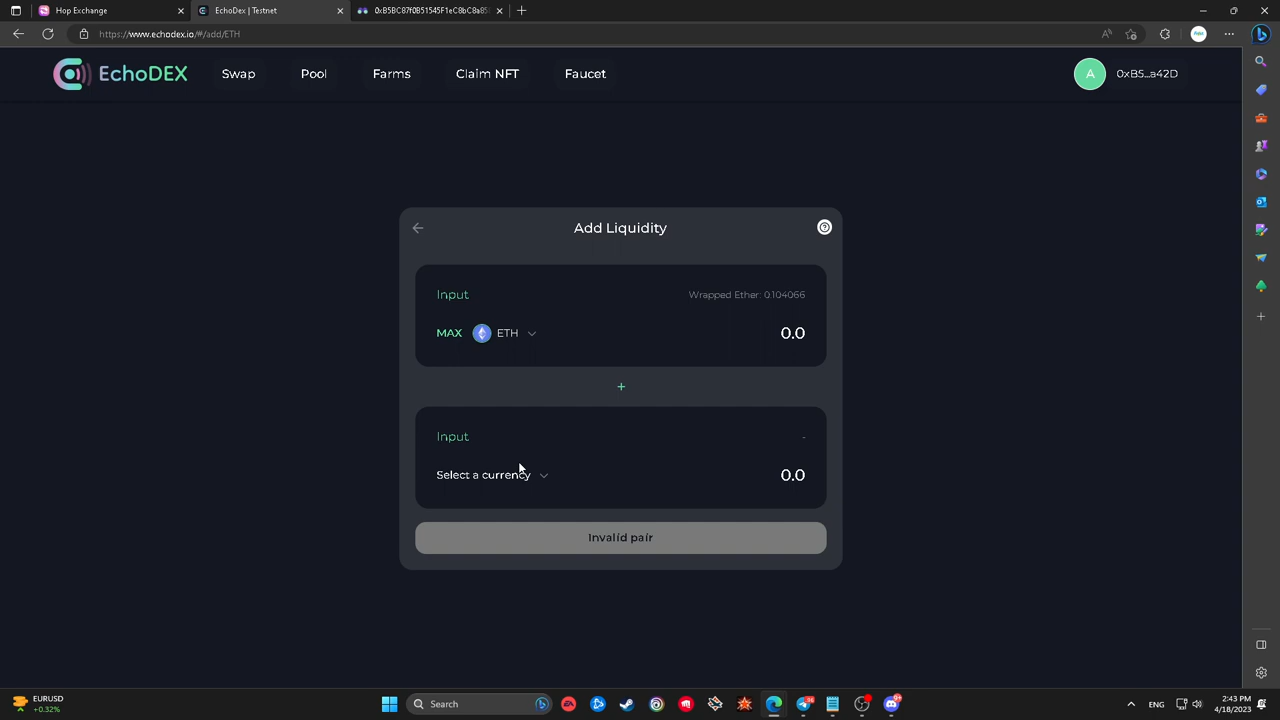 Hop Exchange
EchoDex | Testnet
0xB5BC87f0B51545F1eC8bC8a85
https://www.echodex.io/#/add/ETH
EchoDEX
Swap
Pool
Farms
Claim NFT
Faucet
A
0xB5...a42D
Add Liquidity
Input
Wrapped Ether: 0.104066
MAX
ETH
0.0
+
Input
-
Select a currency
0.0
Invalid pair
EURUSD
+0.32%
Search
ENG
2:43 PM
4/18/2023